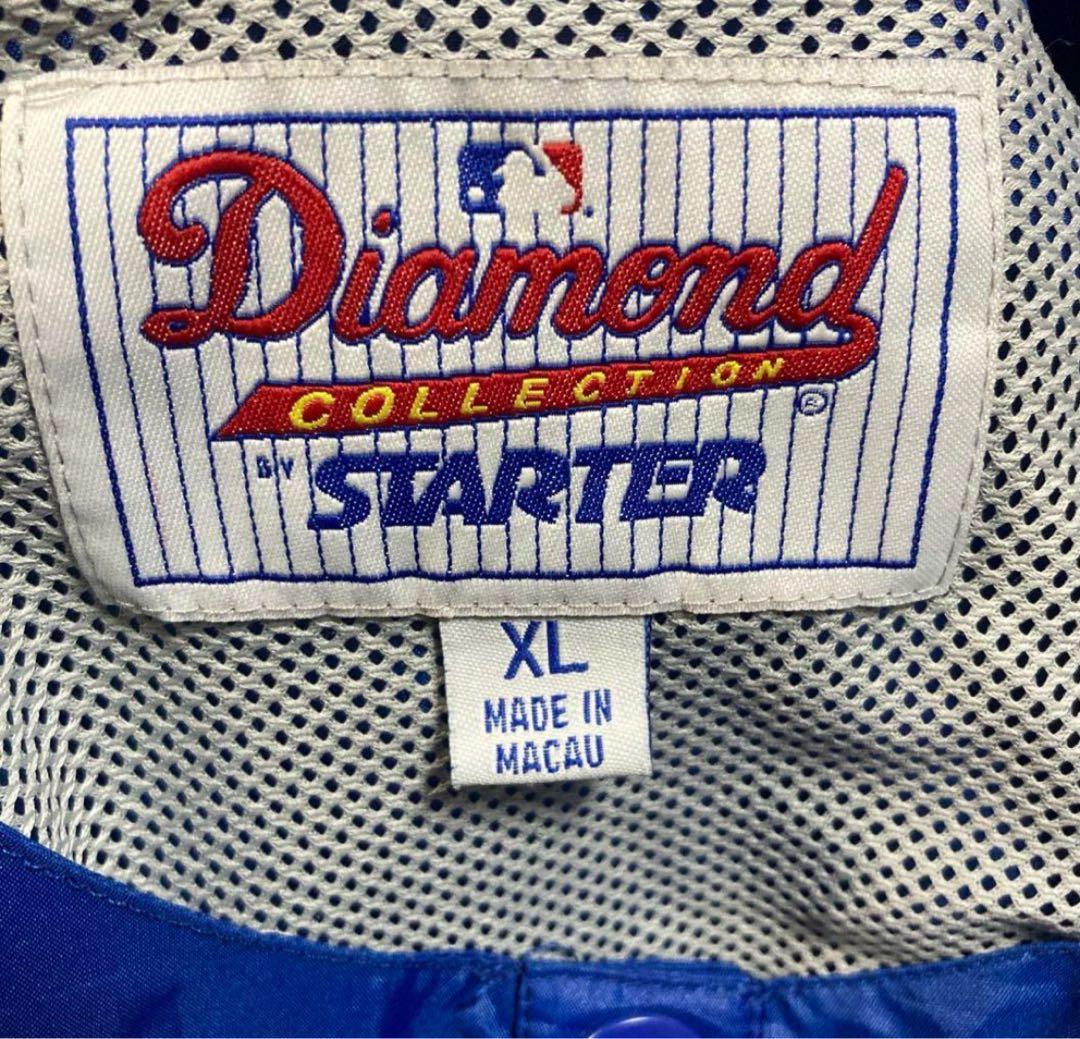 Diamond
COLLECTION
®
BY STARTER
XL
MADE IN
MACAU